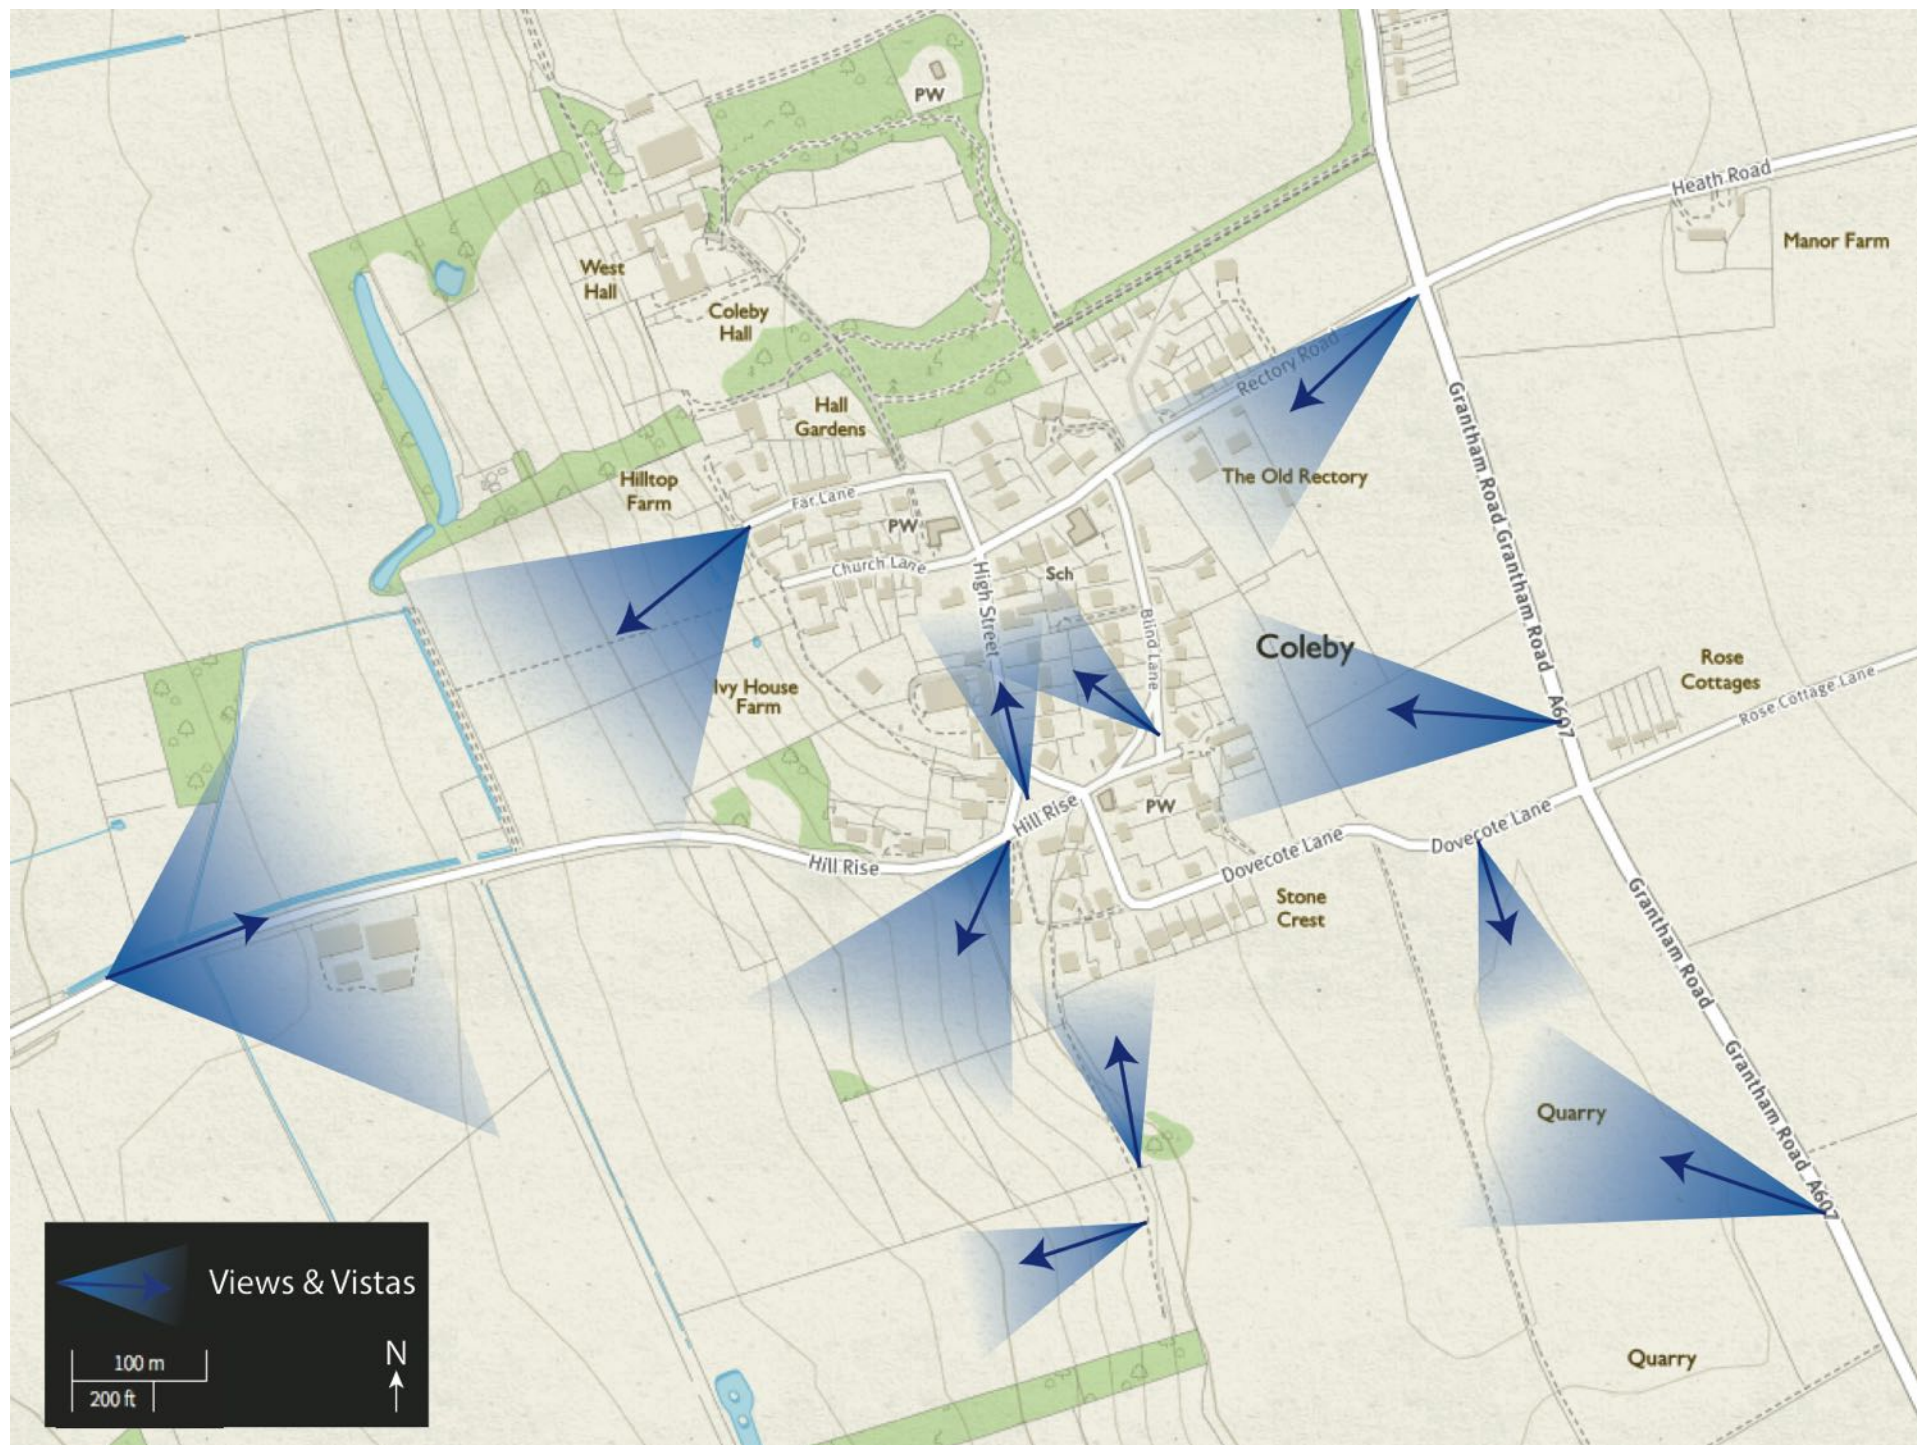 PW
Heath Road
Manor Farm
West
Hall
Coleby
Hall
Rectory Road
Hall
Gardens
Hilltop
Farm
Far Lane
PW
The Old Rectory
Church Lane
High Street
Sch
Blind Lane
Coleby
Grantham Road
Grantham Road
A607
Rose
Cottages
Rose Cottage Lane
Ivy House
Farm
Hill Rise
PW
Hill Rise
Dovecote Lane
Dovecote Lane
Stone
Crest
Grantham Road
Grantham Road
A607
Quarry
Quarry
Views & Vistas
100 m
200 ft
N